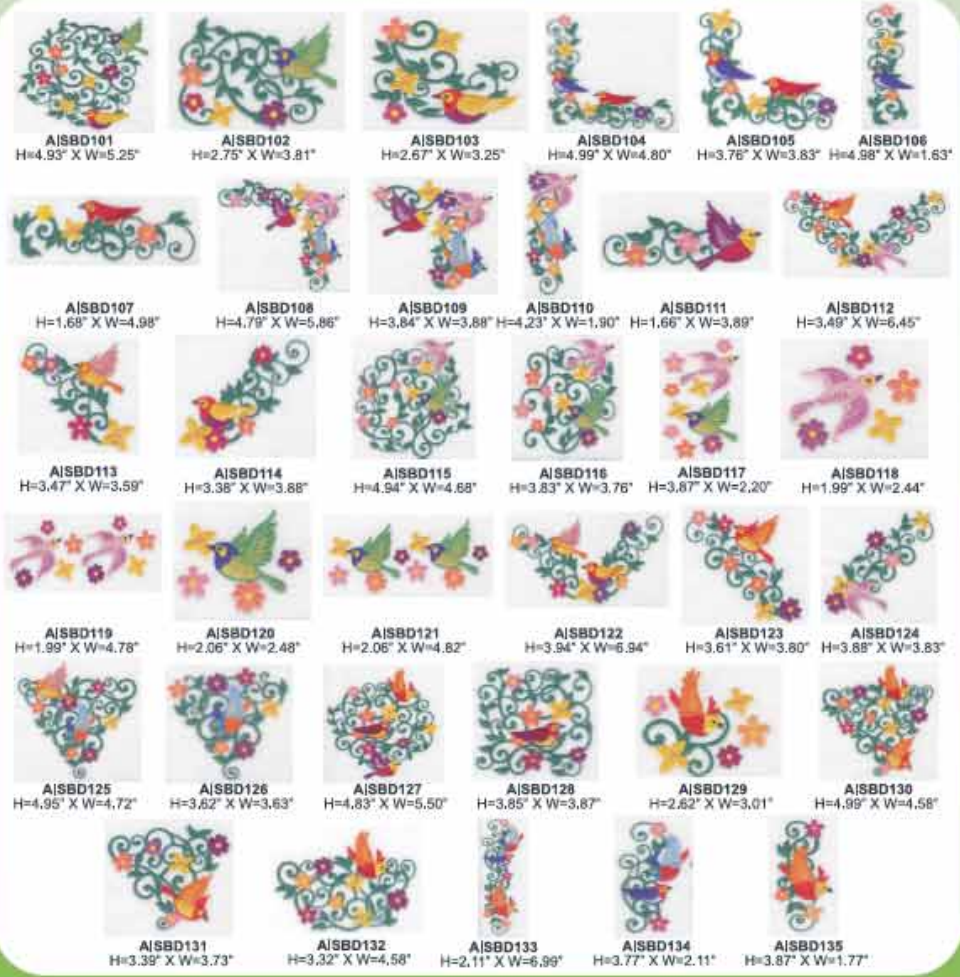 A|SBD101 A|SBD102 A|SBD103 A|SBD104 A|SBD105 A|SBD106
H=4.93" X W=5.25" H=2.75" X W=3.81" H=2.67" X W=3.25" H=4.99" X W=4.80" H=3.76" X W=3.83" H=4.98" X W=1.63"
A|SBD107 A|SBD108 A|SBD109 A|SBD110 A|SBD111 A|SBD112
H=1.68" X W=4.98" H=4.79" X W=5.86" H=3.84" X W=3.88" H=4.23" X W=1.90" H=1.66" X W=3.89" H=3.49" X W=6.45"
A|SBD113 A|SBD114 A|SBD115 A|SBD116 A|SBD117 A|SBD118
H=3.47" X W=3.59" H=3.38" X W=3.88" H=4.94" X W=4.68" H=3.83" X W=3.76" H=3.87" X W=2.20" H=1.99" X W=2.44"
A|SBD119 A|SBD120 A|SBD121 A|SBD122 A|SBD123 A|SBD124
H=1.99" X W=4.78" H=2.06" X W=2.48" H=2.06" X W=4.82" H=3.94" X W=6.94" H=3.61" X W=3.80" H=3.88" X W=3.83"
A|SBD125 A|SBD126 A|SBD127 A|SBD128 A|SBD129 A|SBD130
H=4.95" X W=4.72" H=3.62" X W=3.63" H=4.83" X W=5.50" H=3.85" X W=3.87" H=2.62" X W=3.01" H=4.99" X W=4.58"
A|SBD131 A|SBD132 A|SBD133 A|SBD134 A|SBD135
H=3.39" X W=3.73" H=3.32" X W=4.58" H=2.11" X W=6.99" H=3.77" X W=2.11" H=3.87" X W=1.77"